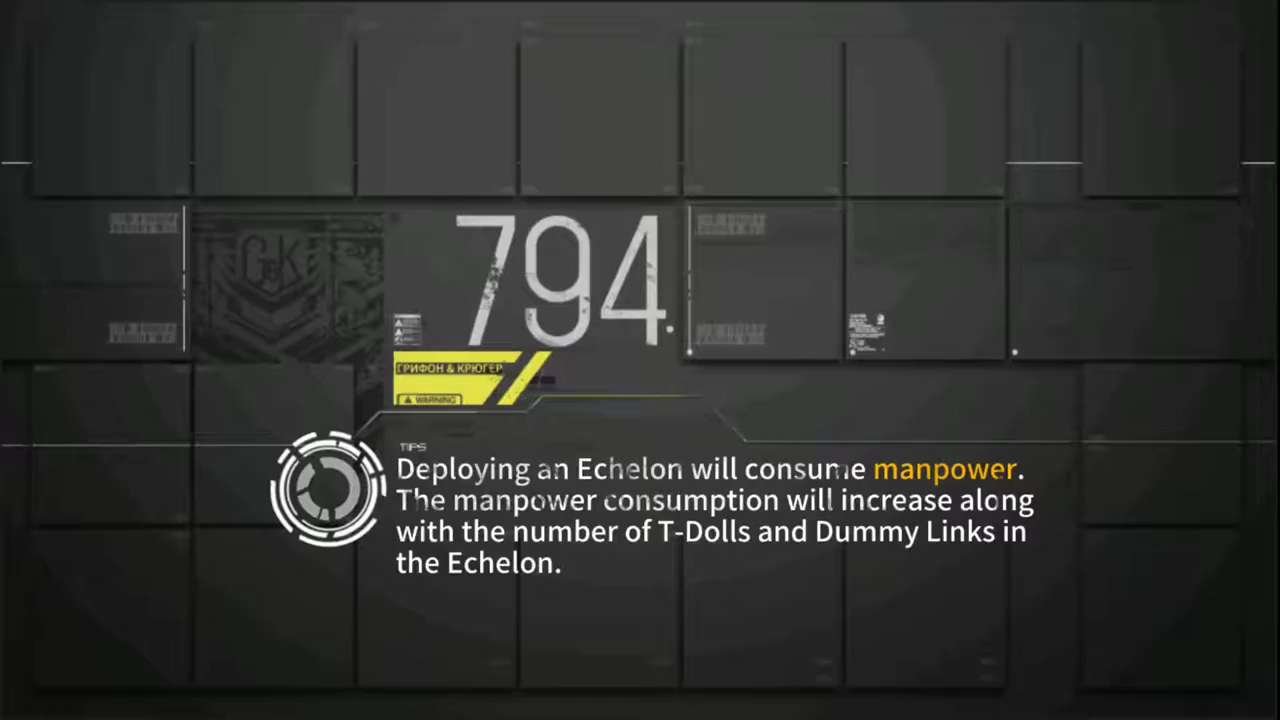 794.
G&K
ГРИФОН & КРЮГЕР
WARNING
TIPS
Deploying an Echelon will consume manpower.
The manpower consumption will increase along
with the number of T-Dolls and Dummy Links in
the Echelon.